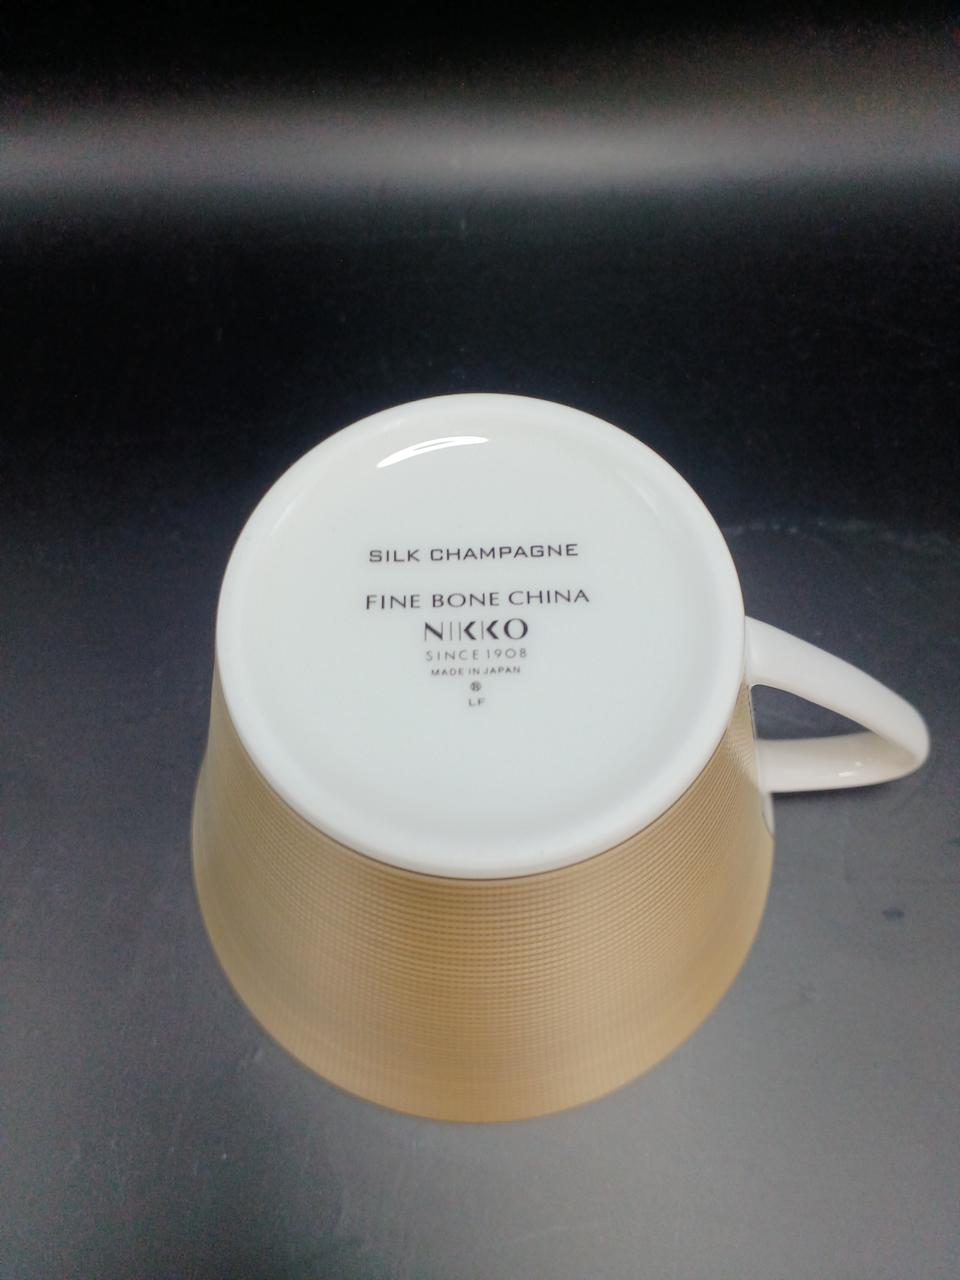 SILK CHAMPAGNE
FINE BONE CHINA
NIKKO
SINCE 1908
MADE IN JAPAN
®
LF